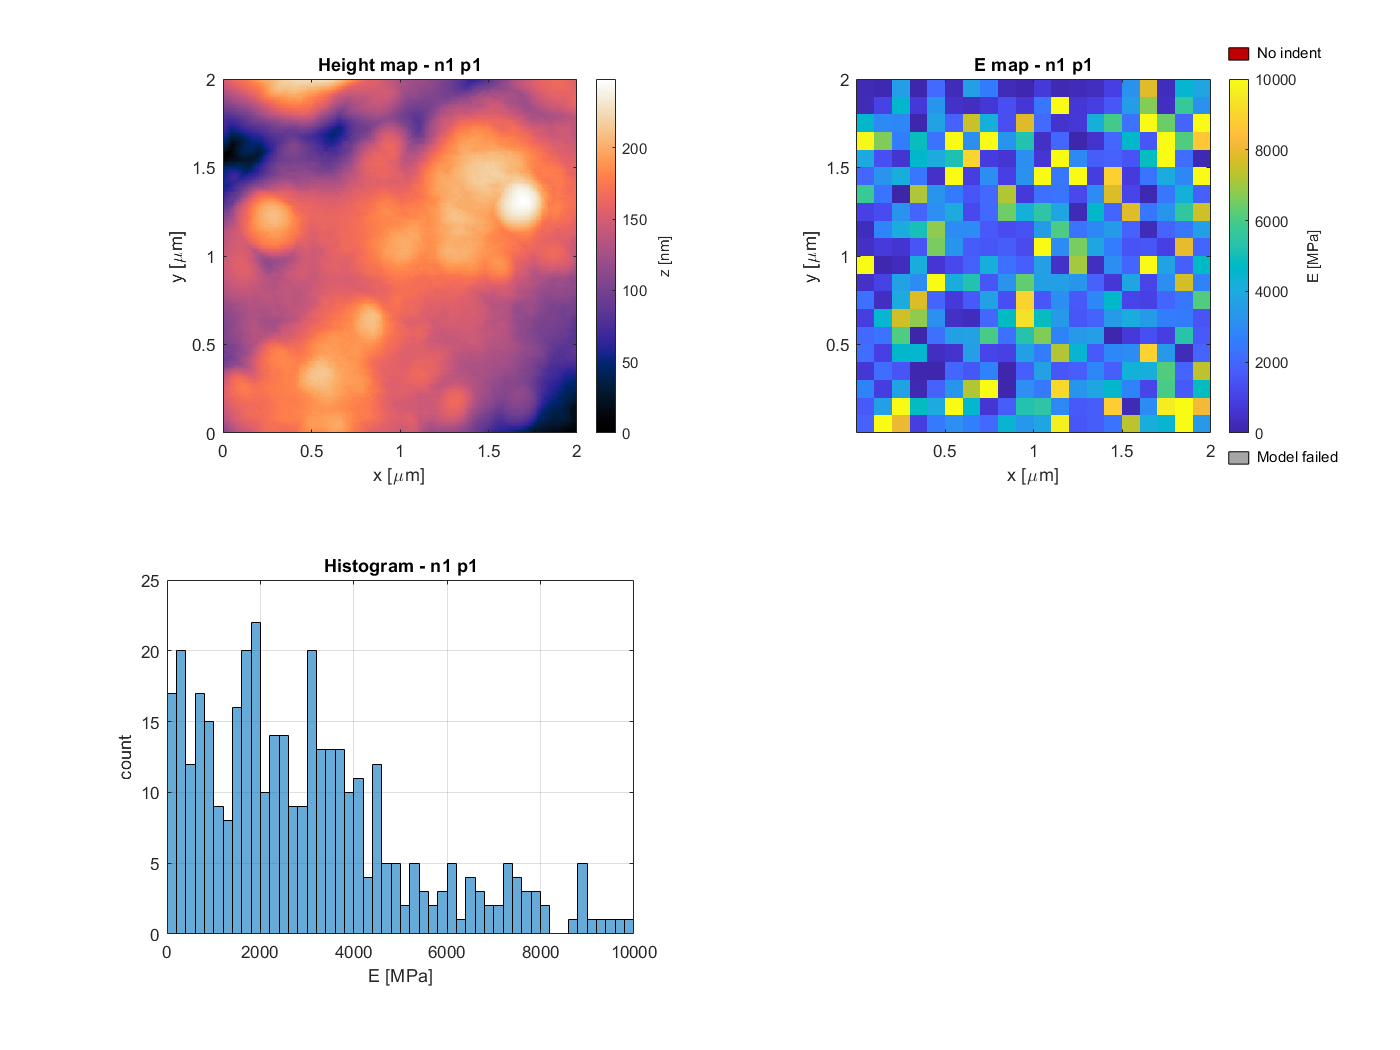 Height map - n1 p1
2
1.5
1
0.5
0
y [μm]
0 0.5 1 1.5 2
x [μm]
200
150
100
50
0
z [nm]
E map - n1 p1
2
1.5
1
0.5
y [μm]
0.5 1 1.5 2
x [μm]
No indent
10000
8000
6000
4000
2000
0
E [MPa]
Model failed
Histogram - n1 p1
25
20
15
10
5
0
count
0 2000 4000 6000 8000 10000
E [MPa]